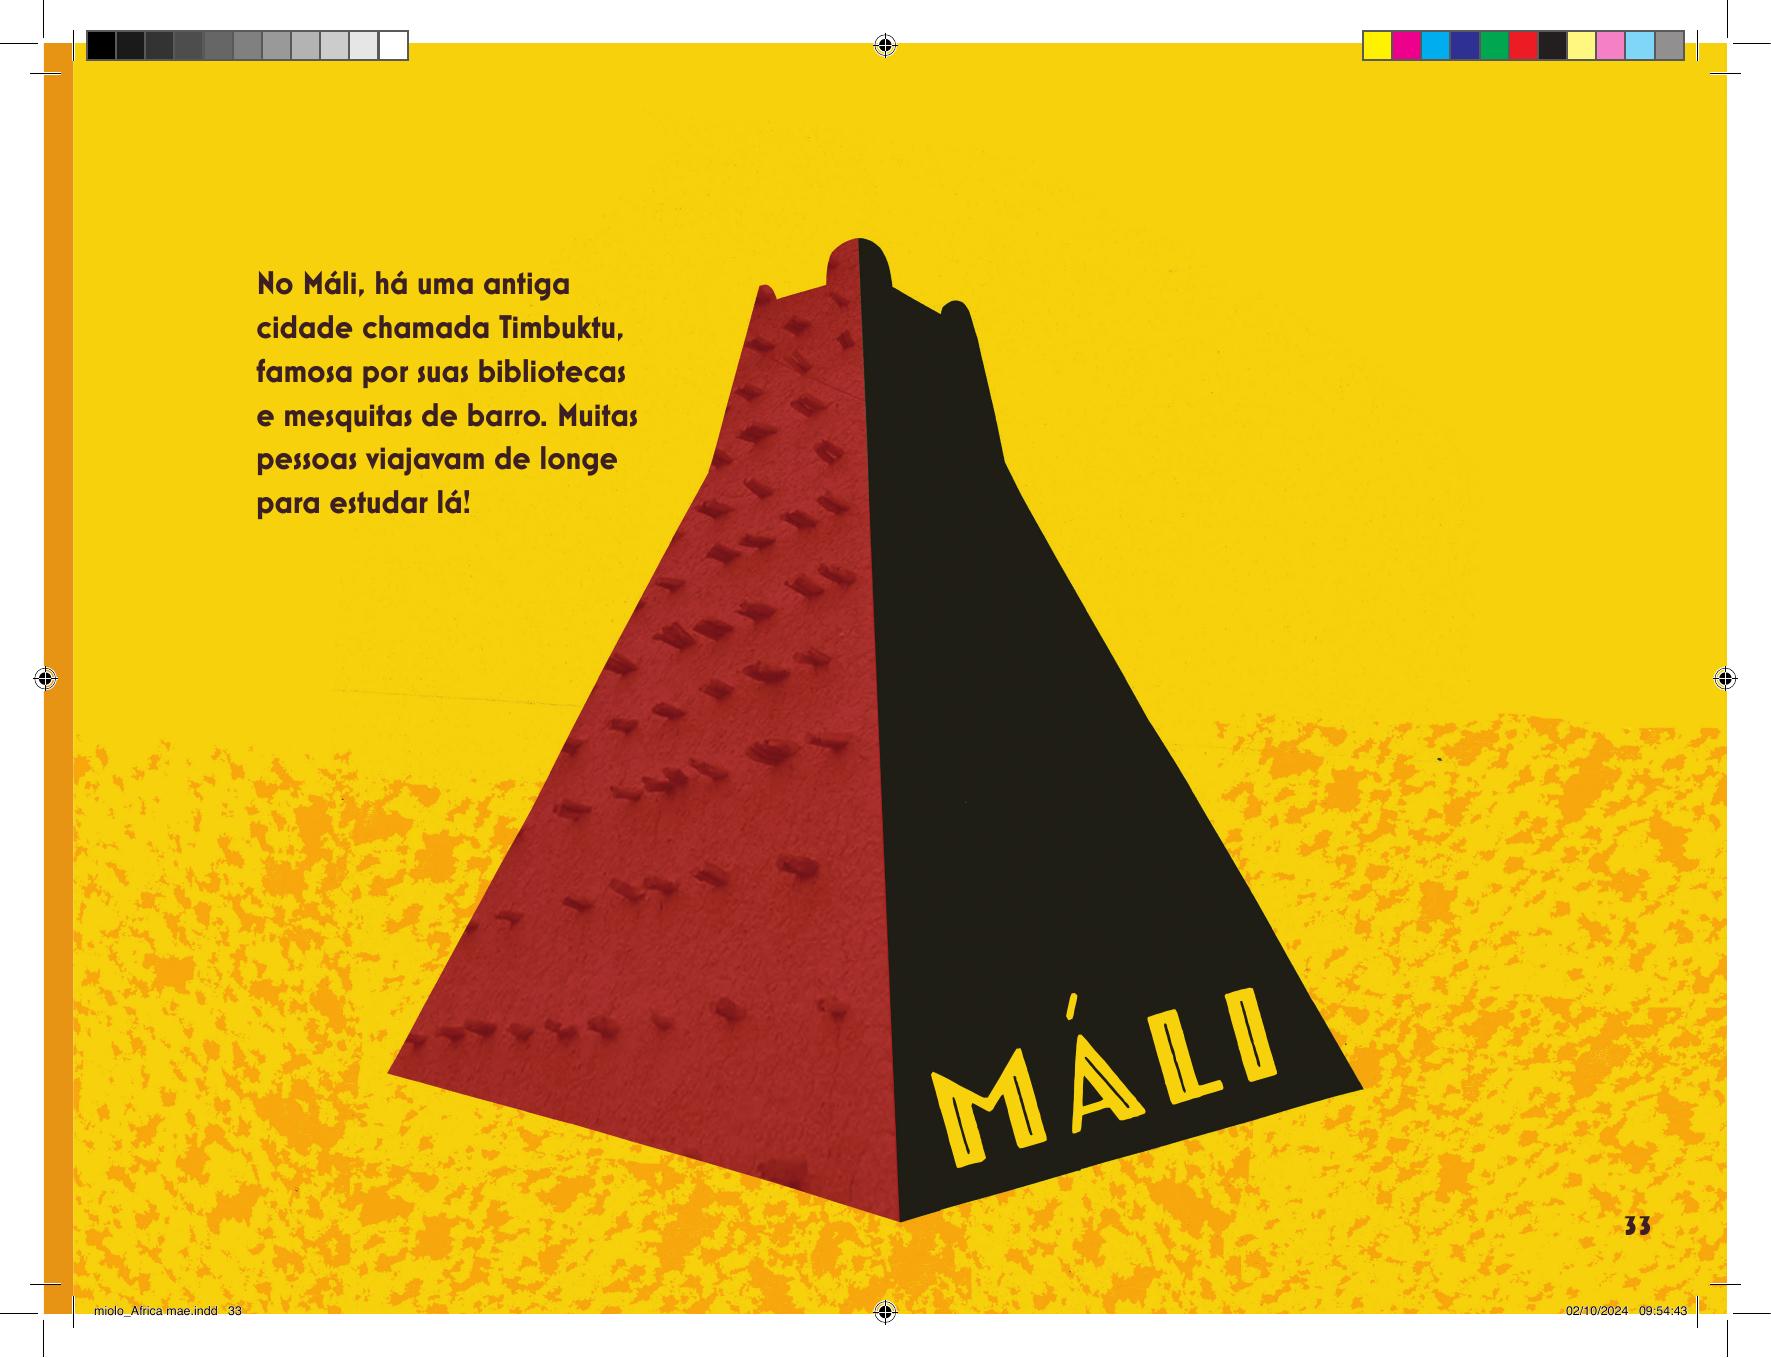 No Máli, há uma antiga
cidade chamada Timbuktu,
famosa por suas bibliotecas
e mesquitas de barro. Muitas
pessoas viajavam de longe
para estudar lá!
MÁLI
33
miolo_Africa mae.indd 33
02/10/2024 09:54:43